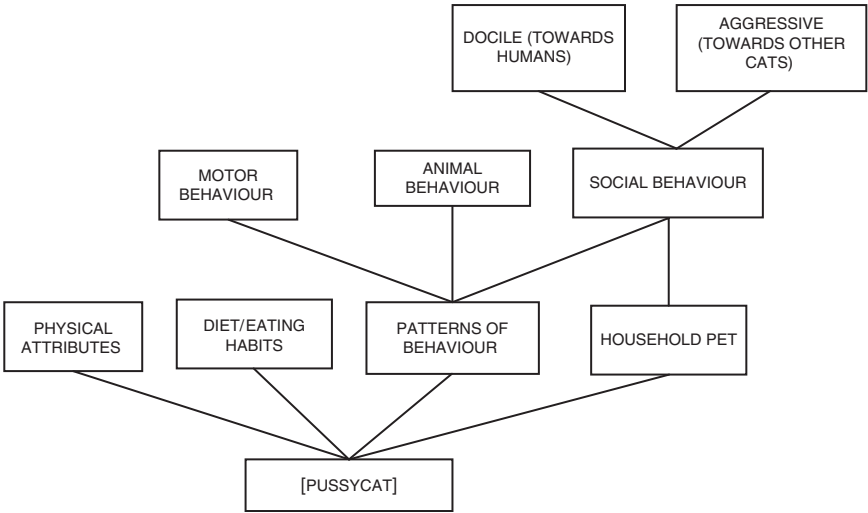 DOCILE (TOWARDS
HUMANS)
AGGRESSIVE
(TOWARDS OTHER
CATS)
MOTOR
BEHAVIOUR
ANIMAL
BEHAVIOUR
SOCIAL BEHAVIOUR
PHYSICAL
ATTRIBUTES
DIET/EATING
HABITS
PATTERNS OF
BEHAVIOUR
HOUSEHOLD PET
[PUSSYCAT]